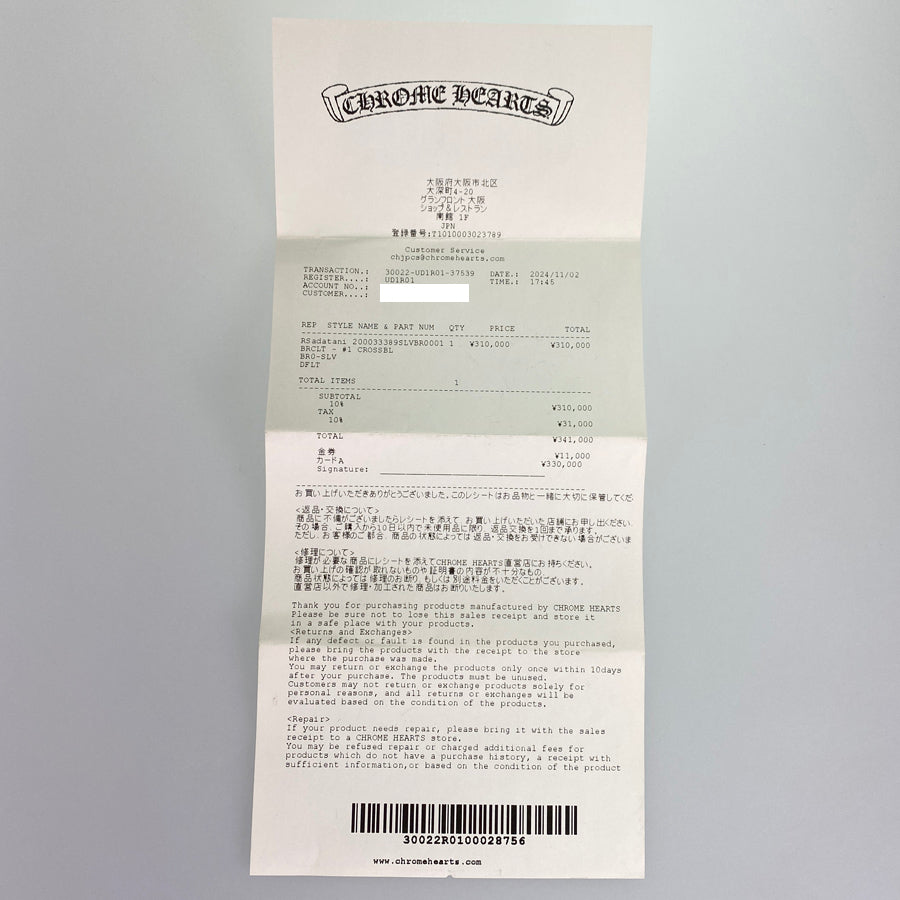 CHROME HEARTS
大阪府大阪市北区
大深町4-20
グランフロント大阪
ショップ&レストラン
南館 1F
JPN
登録番号:T1010003023789
Customer Service
chjpcs@chromehearts.com
TRANSACTION.: 30022-UD1R01-37539 DATE.: 2024/11/02
REGISTER....: UD1R01 TIME.: 17:45
ACCOUNT NO..:
CUSTOMER....:
REP STYLE NAME & PART NUM QTY PRICE TOTAL
RSadatani 200033389SLVBR0001 1 ¥310,000 ¥310,000
BRCLT - #1 CROSSBL
BR0-SLV
DFLT
TOTAL ITEMS 1
SUBTOTAL
10% ¥310,000
TAX
10% ¥31,000
TOTAL ¥341,000
金券 ¥11,000
カードA ¥330,000
Signature:
お買い上げいただきありがとうございました。このレシートはお品物と一緒に大切に保管してくだ
<返品・交換について>
商品に不備がございましたらレシートを添えて、お買い上げいただいた店舗にお申し出ください。
その場合、ご購入から10日以内で未使用品に限り、返品交換を1回まで承ります。
ただし、お客様のご都合、商品の状態によっては返品・交換をお受けできない場合がございま
<修理について>
修理が必要な商品にレシートを添えてCHROME HEARTS直営店にお持ちください。
お買い上げの確認が取れないものや証明書の内容が不十分なもの、
商品状態によっては修理のお断り、もしくは別途料金をいただくことがございます。
直営店以外で修理・加工された商品はお断りいたします。
Thank you for purchasing products manufactured by CHROME HEARTS
Please be sure not to lose this sales receipt and store it
in a safe place with your products.
<Returns and Exchanges>
If any defect or fault is found in the products you purchased,
please bring the products with the receipt to the store
where the purchase was made.
You may return or exchange the products only once within 10days
after your purchase. The products must be unused.
Customers may not return or exchange products solely for
personal reasons, and all returns or exchanges will be
evaluated based on the condition of the products.
<Repair>
If your product needs repair, please bring it with the sales
receipt to a CHROME HEARTS store.
You may be refused repair or charged additional fees for
products which do not have a purchase history, a receipt with
sufficient information,or based on the condition of the product
30022R0100028756
www.chromehearts.com